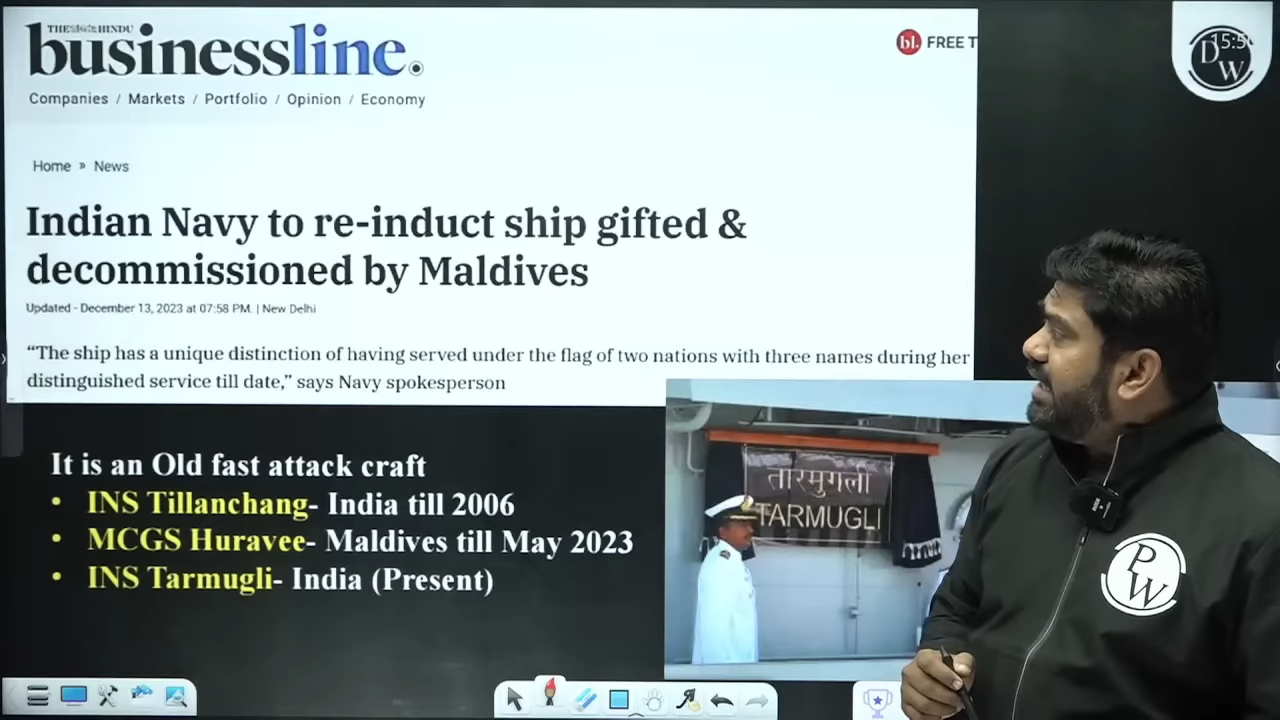 THE HINDU
businessline.
bl. FREE T
Companies / Markets / Portfolio / Opinion / Economy
Home » News
Indian Navy to re-induct ship gifted &
decommissioned by Maldives
Updated - December 13, 2023 at 07:58 PM. | New Delhi
“The ship has a unique distinction of having served under the flag of two nations with three names during her
distinguished service till date,” says Navy spokesperson
It is an Old fast attack craft
• INS Tillanchang- India till 2006
• MCGS Huravee- Maldives till May 2023
• INS Tarmugli- India (Present)
तारमुगली
TARMUGLI
PW
PW